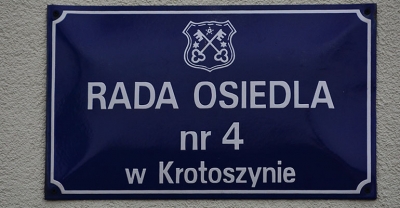 RADA OSIEDLA
nr 4
w Krotoszynie